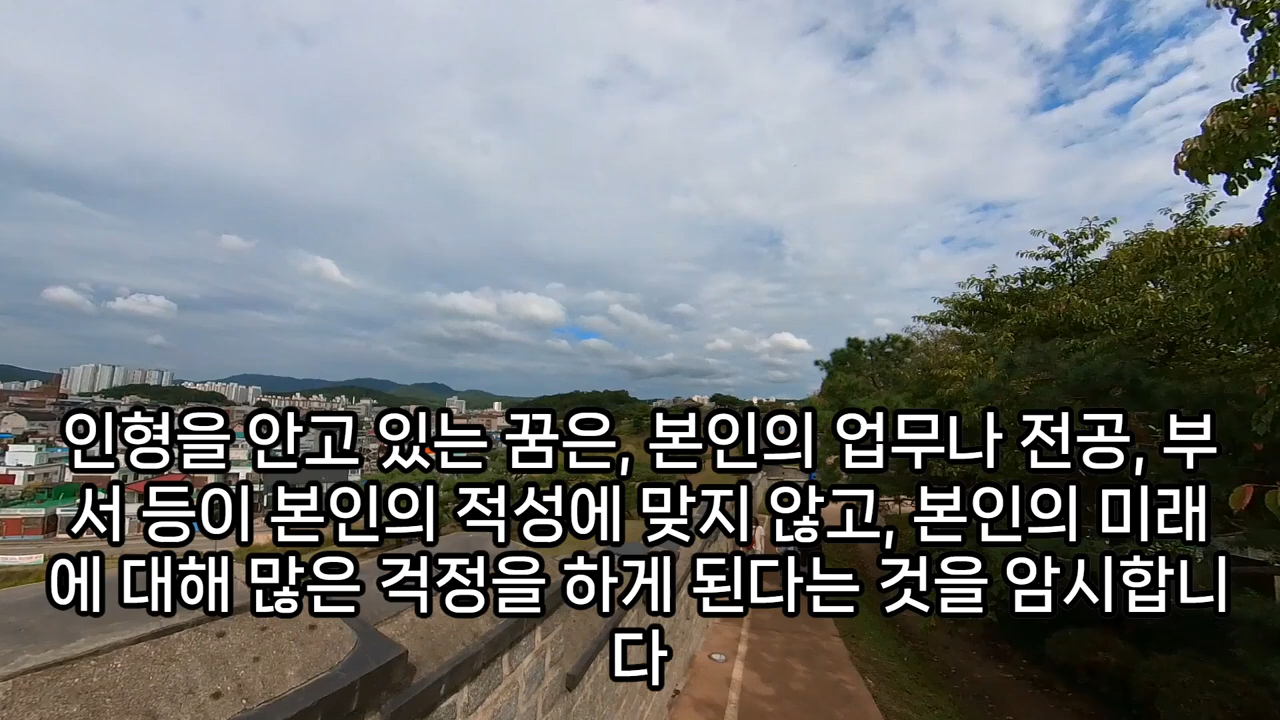 인형을 안고 있는 꿈은, 본인의 업무나 전공, 부
서 등이 본인의 적성에 맞지 않고, 본인의 미래
에 대해 많은 걱정을 하게 된다는 것을 암시합니
다